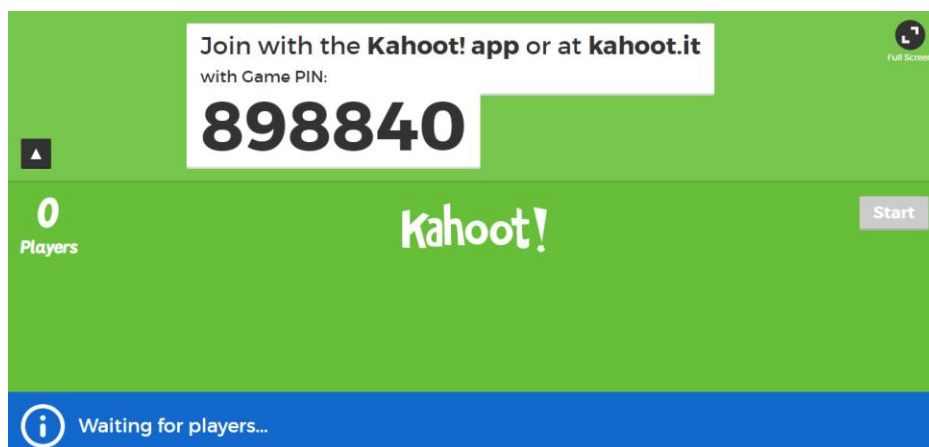 Join with the Kahoot! app or at kahoot.it
with Game PIN:
898840
Full Screen
0
Players
Kahoot!
Start
Waiting for players...